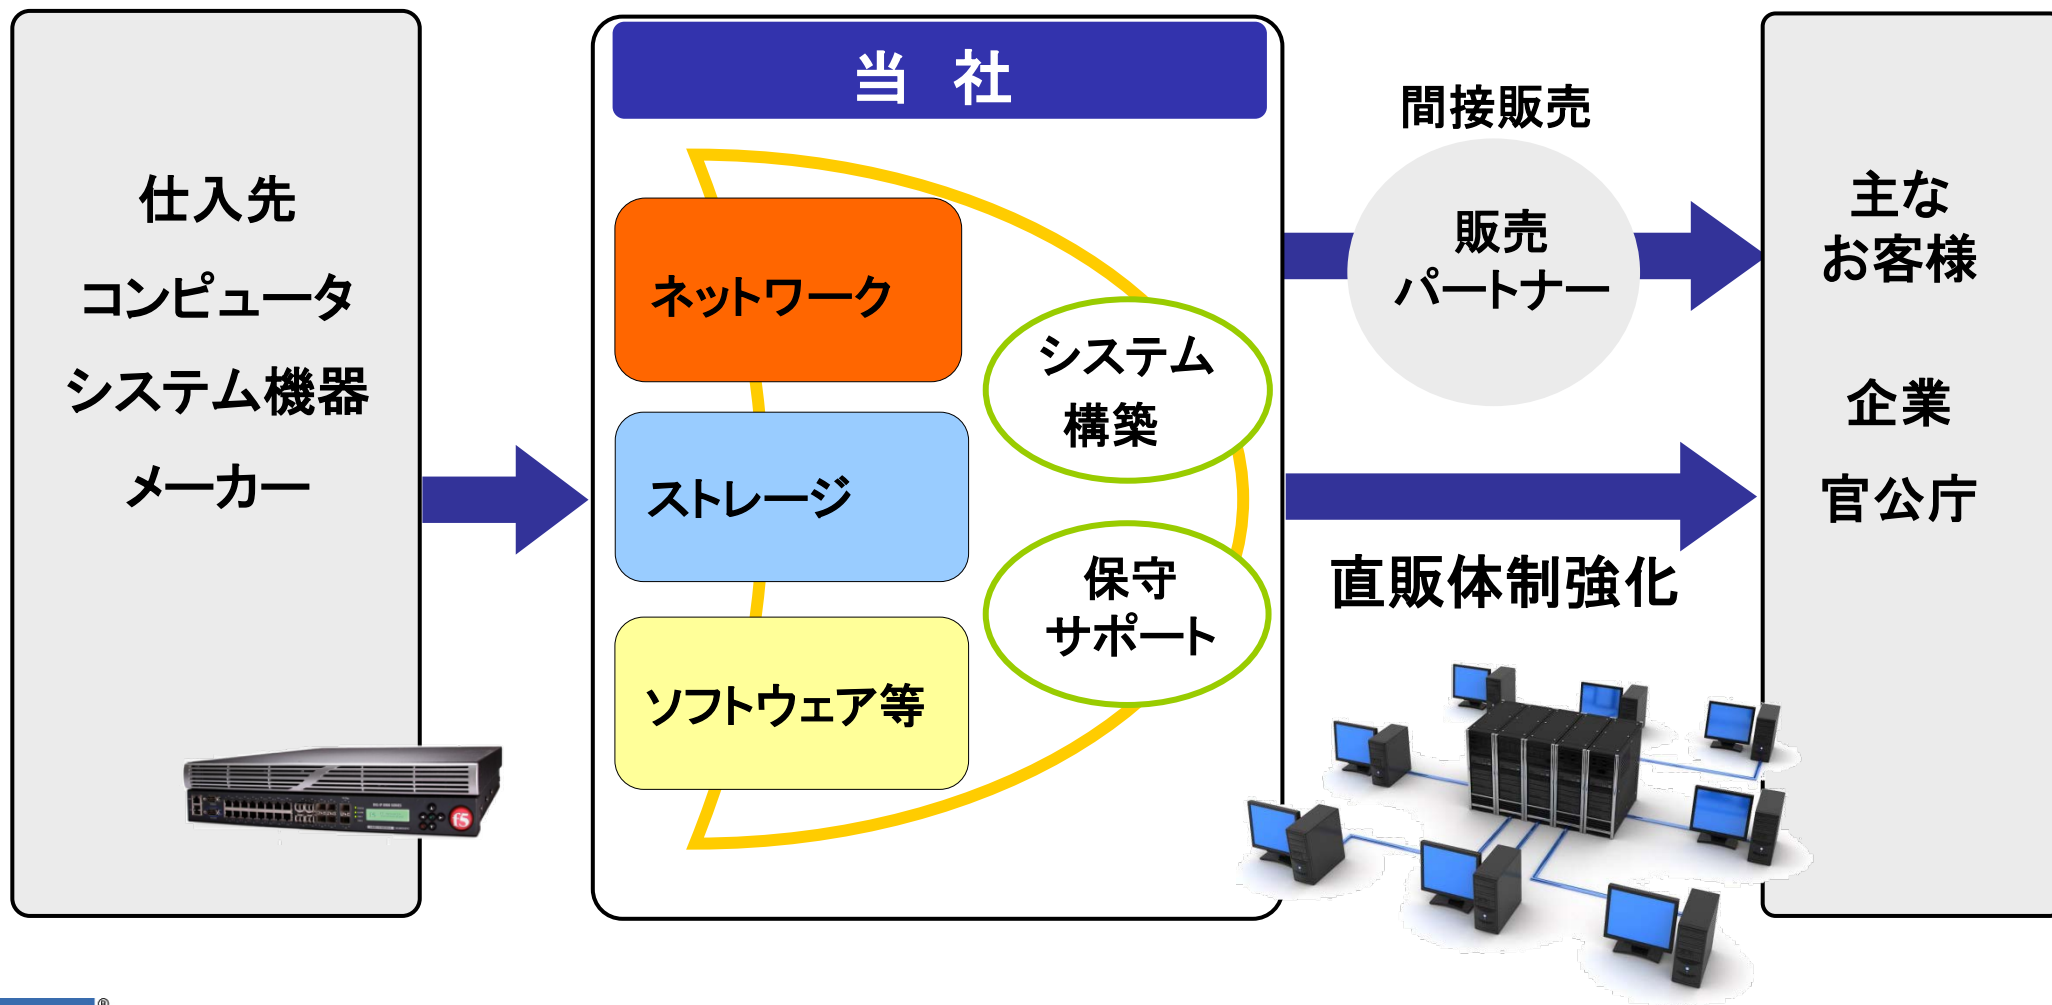 仕入先
コンピュータ
システム機器
メーカー
f5
当 社
ネットワーク
ストレージ
ソフトウェア等
システム
構築
保守
サポート
間接販売
販売
パートナー
直販体制強化
主な
お客様
企業
官公庁
®